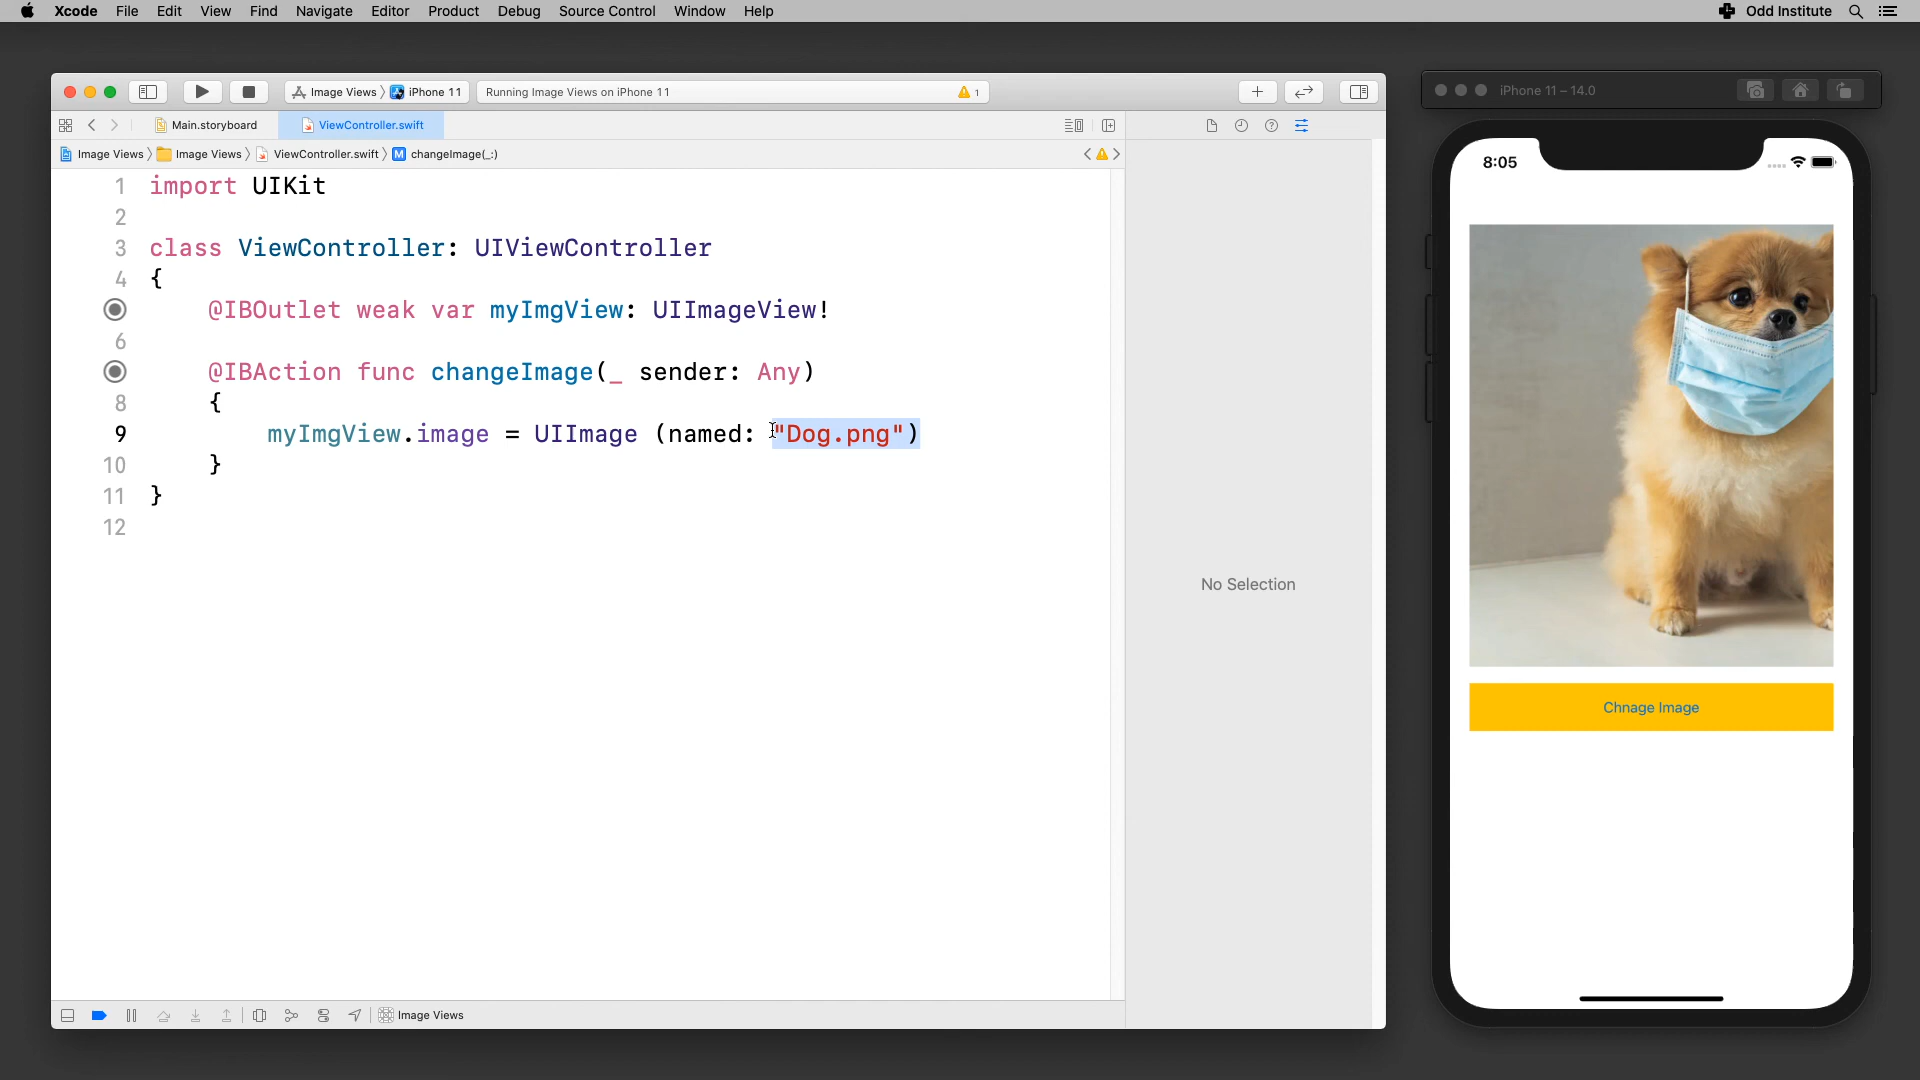 Xcode File Edit View Find Navigate Editor Product Debug Source Control Window Help Odd Institute
Image Views iPhone 11 Running Image Views on iPhone 11 1
iPhone 11 – 14.0
Main.storyboard ViewController.swift
Image Views Image Views ViewController.swift M changeImage(_:)
8:05
1 import UIKit
2
3 class ViewController: UIViewController
4 {
@IBOutlet weak var myImgView: UIImageView!
6
@IBAction func changeImage(_ sender: Any)
8 {
9 myImgView.image = UIImage (named: "Dog.png")
10 }
11 }
12
No Selection
Chnage Image
Image Views